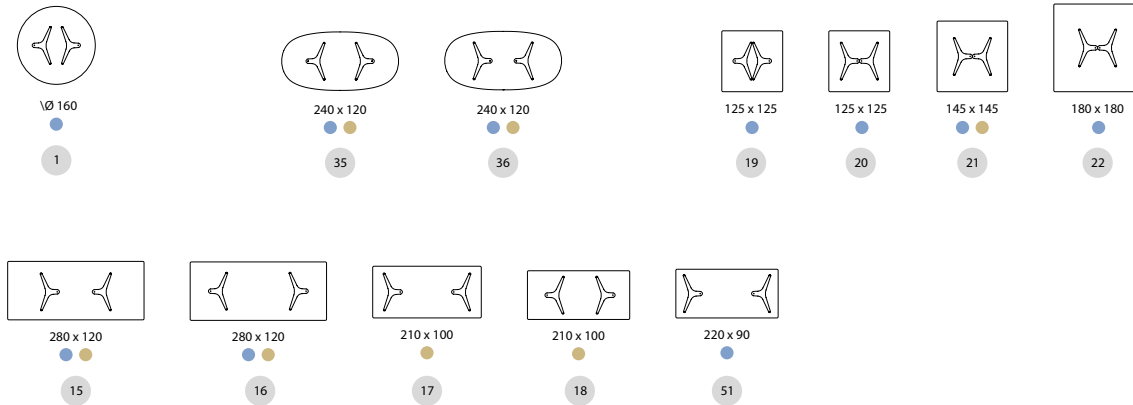 \Ø 160
1
240 x 120
35
240 x 120
36
125 x 125
19
125 x 125
20
145 x 145
21
180 x 180
22
280 x 120
15
280 x 120
16
210 x 100
17
210 x 100
18
220 x 90
51